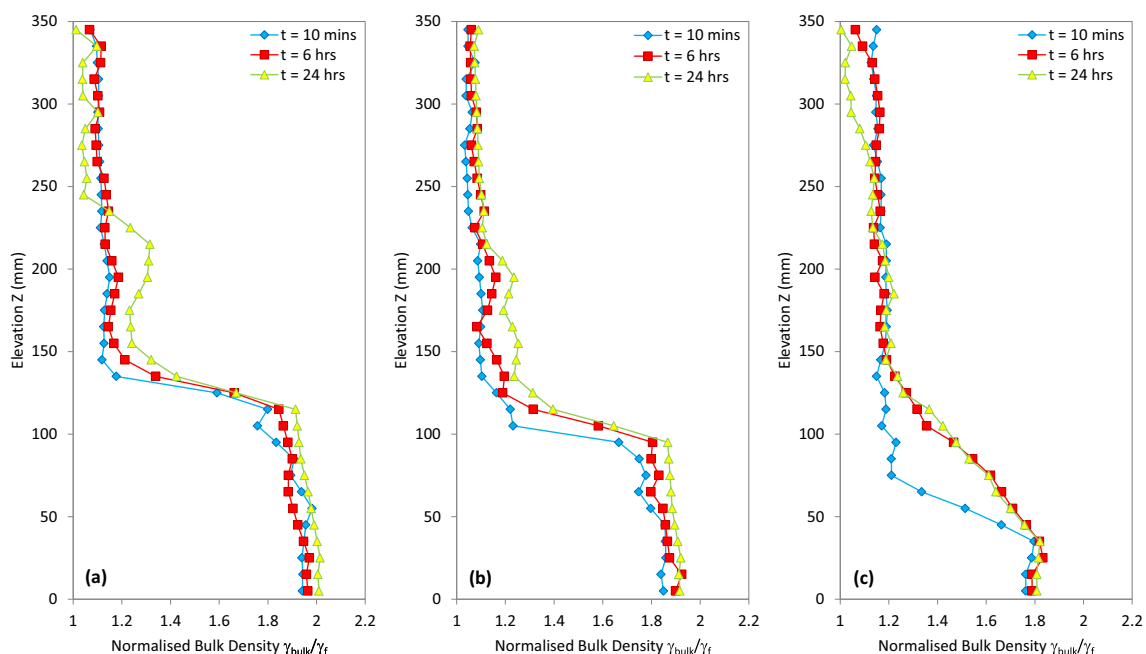 350
300
250
200
150
100
50
0
Elevation Z (mm)
t = 10 mins
t = 6 hrs
t = 24 hrs
(a)
1 1.2 1.4 1.6 1.8 2 2.2
Normalised Bulk Density γbulk/γf
350
300
250
200
150
100
50
0
Elevation Z (mm)
t = 10 mins
t = 6 hrs
t = 24 hrs
(b)
1 1.2 1.4 1.6 1.8 2 2.2
Normalised Bulk Density γbulk/γf
350
300
250
200
150
100
50
0
Elevation Z (mm)
t = 10 mins
t = 6 hrs
t = 24 hrs
(c)
1 1.2 1.4 1.6 1.8 2 2.2
Normalised Bulk Density γbulk/γf